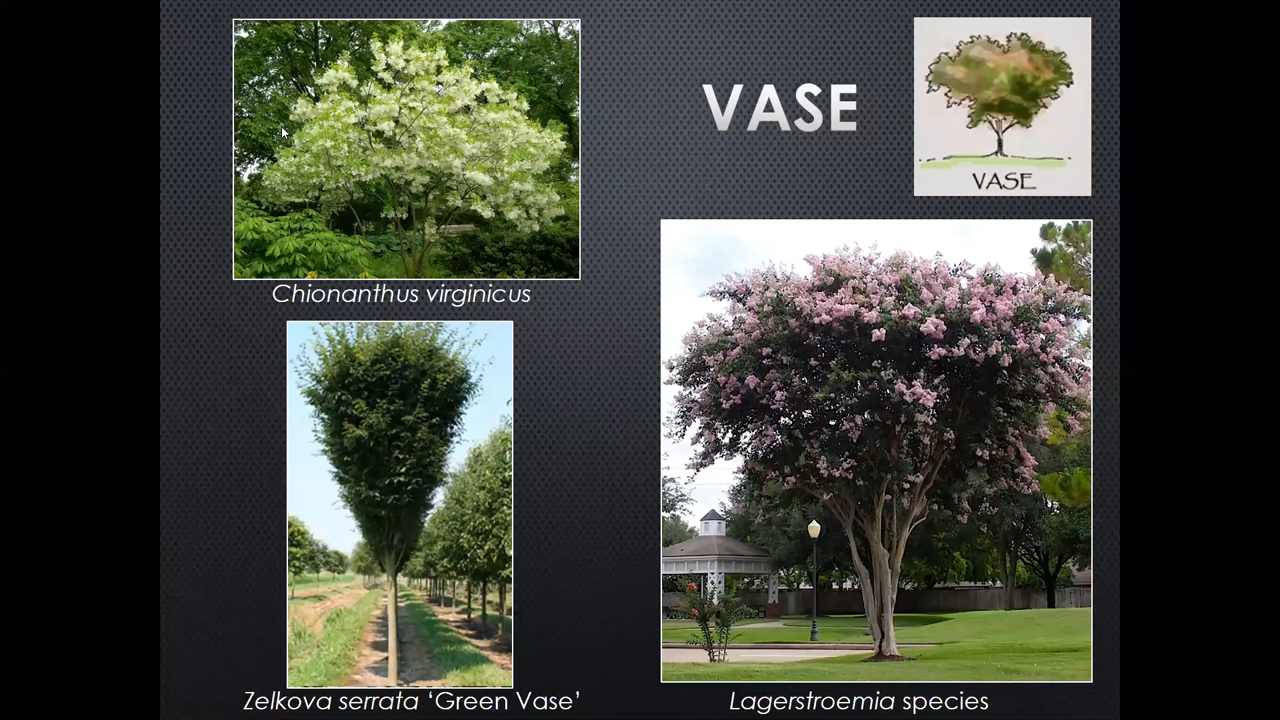 VASE
VASE
Chionanthus virginicus
Zelkova serrata ‘Green Vase’
Lagerstroemia species